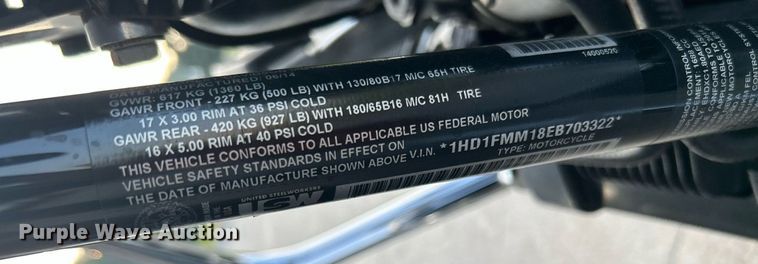 DATE MANUFACTURED: 06/14
GVWR: 617 KG (1360 LB)
GAWR FRONT - 227 KG (500 LB) WITH 130/80B17 M/C 65H TIRE
17 X 3.00 RIM AT 36 PSI COLD
GAWR REAR - 420 KG (927 LB) WITH 180/65B16 M/C 81H TIRE
16 X 5.00 RIM AT 40 PSI COLD
THIS VEHICLE CONFORMS TO ALL APPLICABLE US FEDERAL MOTOR
VEHICLE SAFETY STANDARDS IN EFFECT ON
THE DATE OF MANUFACTURE SHOWN ABOVE V.I.N.
*1HD1FMM18EB703322*
TYPE: MOTORCYCLE
14000520
UNITED STEELWORKERS
Purple Wave Auction